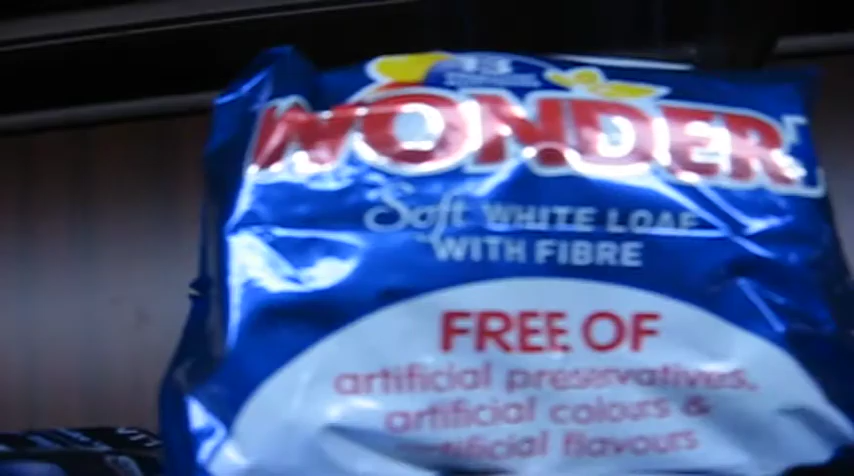 WONDER
Soft WHITE LOAF
WITH FIBRE
FREE OF
artificial preservatives,
artificial colours &
artificial flavours